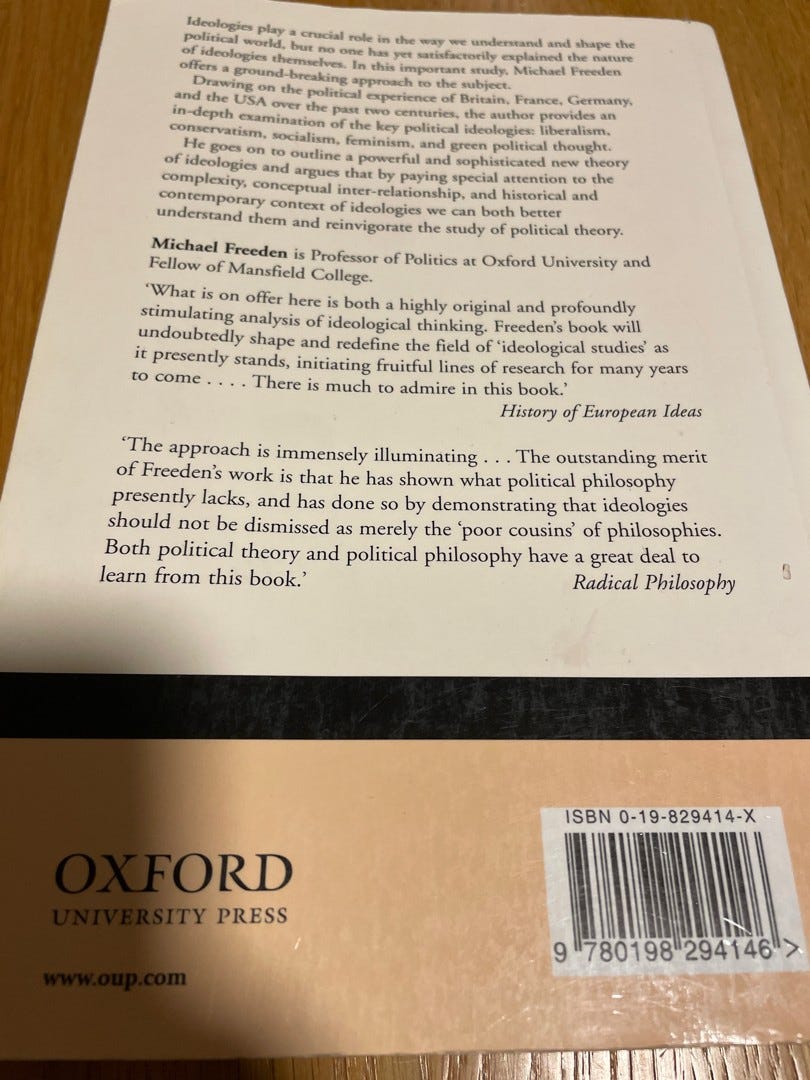 Ideologies play a crucial role in the way we understand and shape the
political world, but no one has yet satisfactorily explained the nature
of ideologies themselves. In this important study, Michael Freeden
offers a ground-breaking approach to the subject.
Drawing on the political experience of Britain, France, Germany,
and the USA over the past two centuries, the author provides an
in-depth examination of the key political ideologies: liberalism,
conservatism, socialism, feminism, and green political thought.
He goes on to outline a powerful and sophisticated new theory
of ideologies and argues that by paying special attention to the
complexity, conceptual inter-relationship, and historical and
contemporary context of ideologies we can both better
understand them and reinvigorate the study of political theory.
Michael Freeden is Professor of Politics at Oxford University and
Fellow of Mansfield College.
‘What is on offer here is both a highly original and profoundly
stimulating analysis of ideological thinking. Freeden’s book will
undoubtedly shape and redefine the field of ‘ideological studies’ as
it presently stands, initiating fruitful lines of research for many years
to come . . . . There is much to admire in this book.’
History of European Ideas
‘The approach is immensely illuminating . . . The outstanding merit
of Freeden’s work is that he has shown what political philosophy
presently lacks, and has done so by demonstrating that ideologies
should not be dismissed as merely the ‘poor cousins’ of philosophies.
Both political theory and political philosophy have a great deal to
learn from this book.’ Radical Philosophy
ISBN 0-19-829414-X
9 780198 294146 >
OXFORD
UNIVERSITY PRESS
www.oup.com